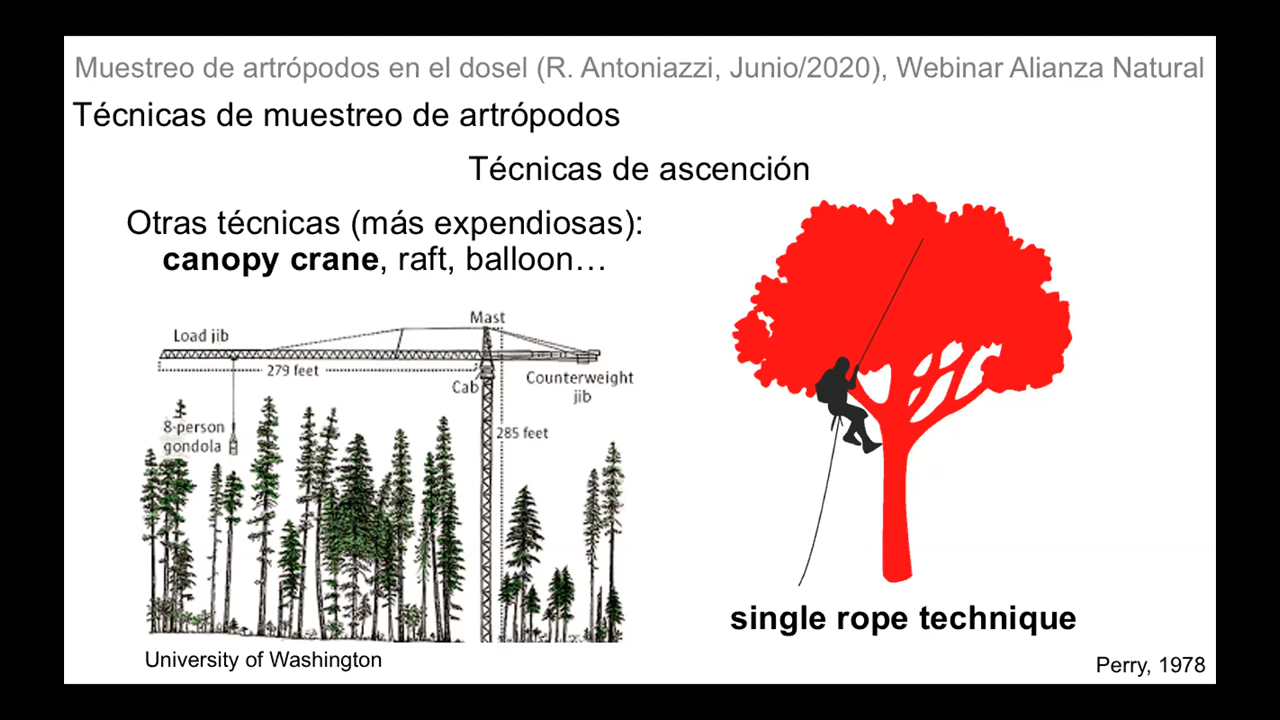 Muestreo de artrópodos en el dosel (R. Antoniazzi, Junio/2020), Webinar Alianza Natural
Técnicas de muestreo de artrópodos
Técnicas de ascención
Otras técnicas (más expendiosas):
canopy crane, raft, balloon…
Mast
Load jib
279 feet
Cab
Counterweight
jib
8-person
gondola
285 feet
University of Washington
single rope technique
Perry, 1978